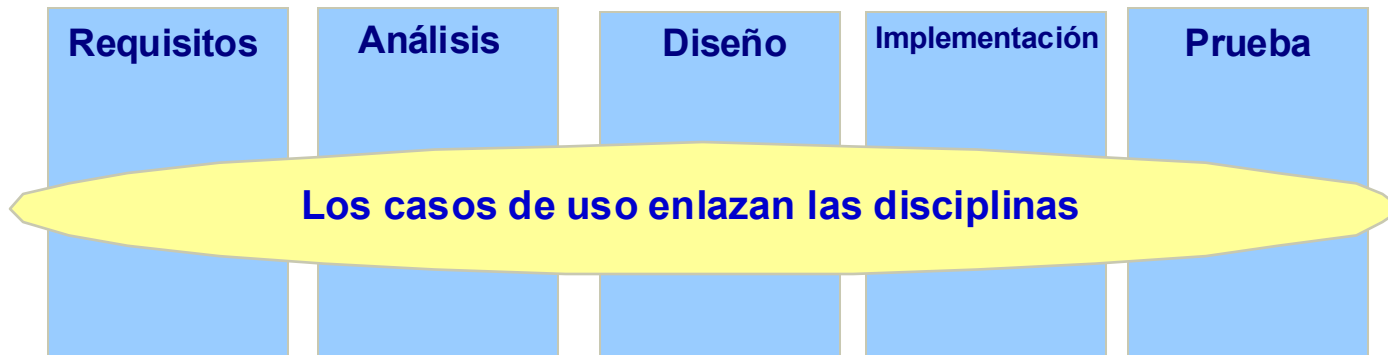 Requisitos
Análisis
Diseño
Implementación
Prueba
Los casos de uso enlazan las disciplinas